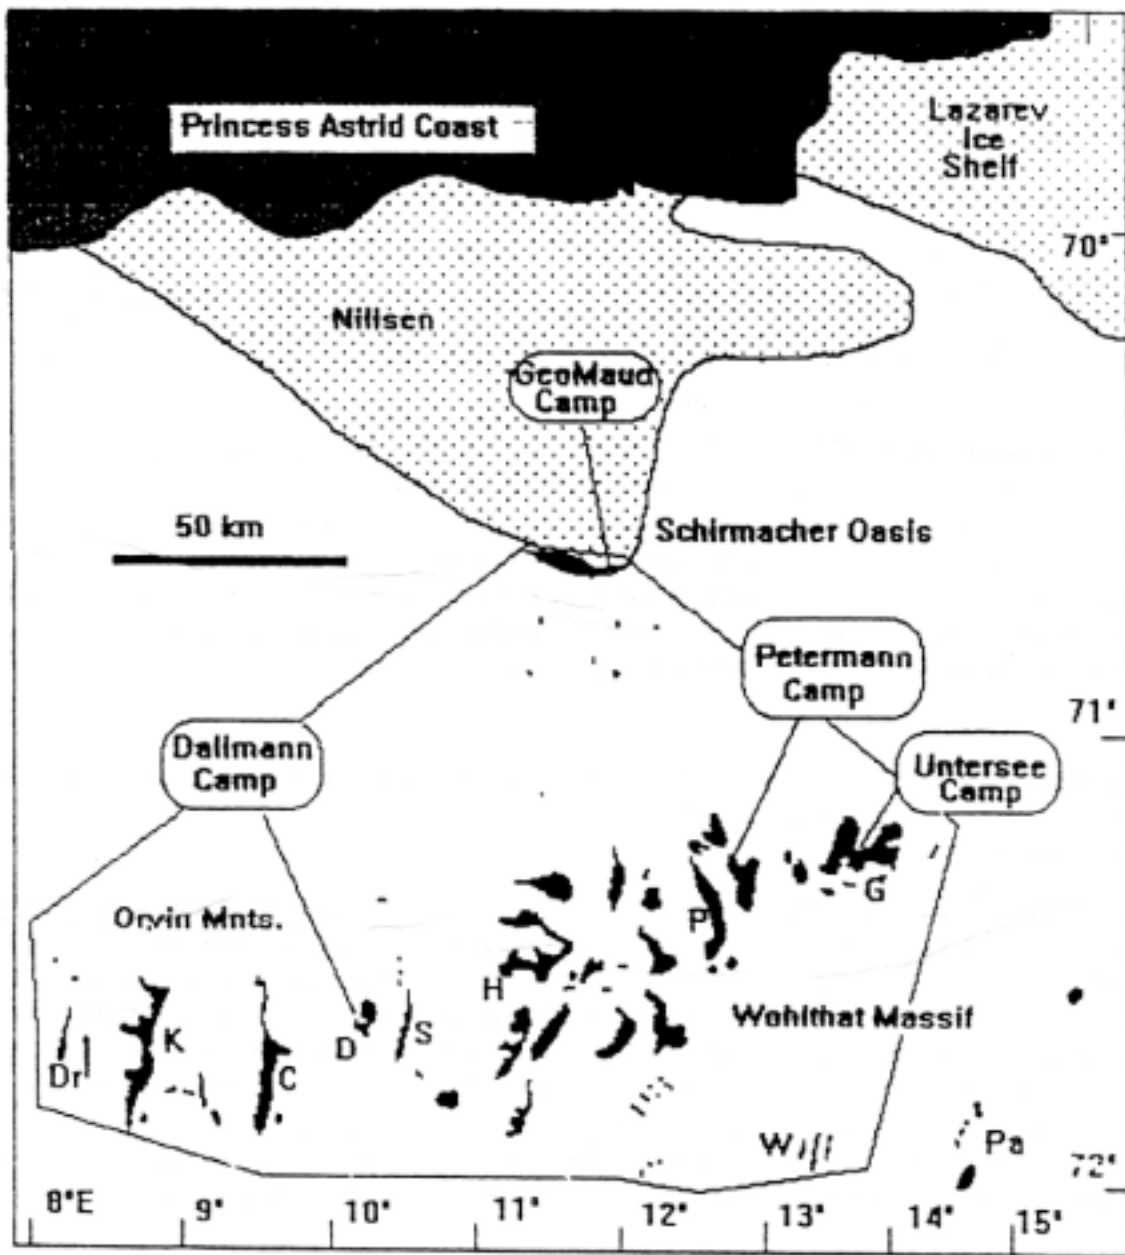 Princess Astrid Coast
Lazarev
Ice
Shelf
70°
Nillsen
GeoMaud
Camp
50 km
Schirmacher Oasis
Petermann
Camp
71°
Dallmann
Camp
Untersee
Camp
Orvin Mnts.
G
P
H
Wohlthat Massif
K
D
S
Dr
C
W
Pa
72°
8°E
9°
10°
11°
12°
13°
14°
15°